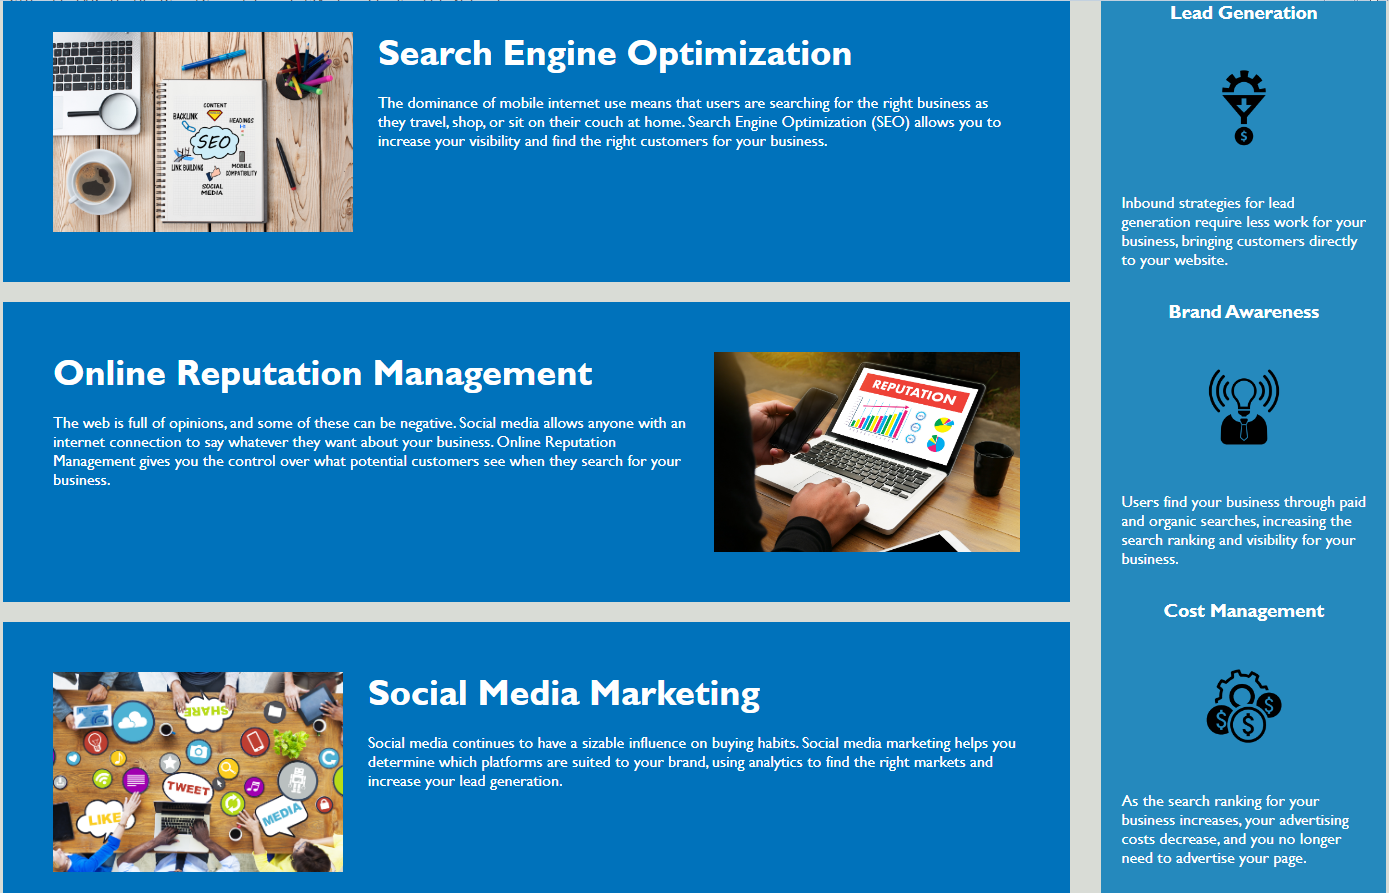 Search Engine Optimization
The dominance of mobile internet use means that users are searching for the right business as
they travel, shop, or sit on their couch at home. Search Engine Optimization (SEO) allows you to
increase your visibility and find the right customers for your business.
CONTENT
BACKLINK
HEADINGS
SEO
LINK BUILDING
MOBILE
COMPATIBILITY
SOCIAL
MEDIA
Online Reputation Management
The web is full of opinions, and some of these can be negative. Social media allows anyone with an
internet connection to say whatever they want about your business. Online Reputation
Management gives you the control over what potential customers see when they search for your
business.
REPUTATION
Social Media Marketing
Social media continues to have a sizable influence on buying habits. Social media marketing helps you
determine which platforms are suited to your brand, using analytics to find the right markets and
increase your lead generation.
SHARE
TWEET
LIKE
MEDIA
Lead Generation
$
Inbound strategies for lead
generation require less work for your
business, bringing customers directly
to your website.
Brand Awareness
Users find your business through paid
and organic searches, increasing the
search ranking and visibility for your
business.
Cost Management
$ $ $
As the search ranking for your
business increases, your advertising
costs decrease, and you no longer
need to advertise your page.